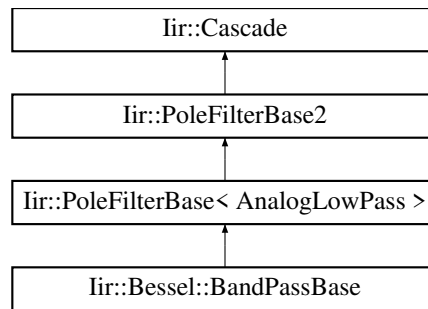 Iir::Cascade
Iir::PoleFilterBase2
Iir::PoleFilterBase< AnalogLowPass >
Iir::Bessel::BandPassBase